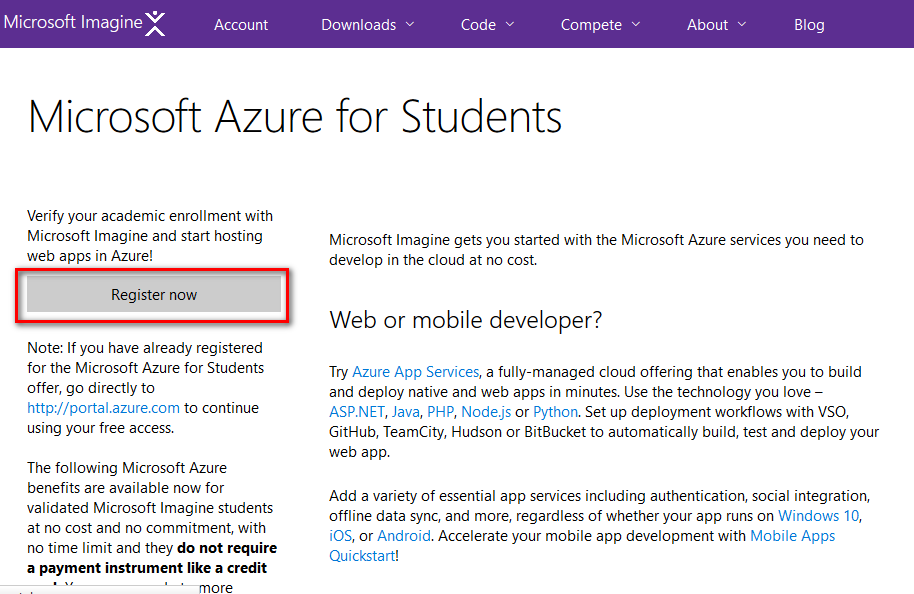 Microsoft Imagine
Account
Downloads
Code
Compete
About
Blog
Microsoft Azure for Students
Verify your academic enrollment with
Microsoft Imagine and start hosting
web apps in Azure!
Register now
Note: If you have already registered
for the Microsoft Azure for Students
offer, go directly to
http://portal.azure.com to continue
using your free access.
The following Microsoft Azure
benefits are available now for
validated Microsoft Imagine students
at no cost and no commitment, with
no time limit and they do not require
a payment instrument like a credit
more
Microsoft Imagine gets you started with the Microsoft Azure services you need to
develop in the cloud at no cost.
Web or mobile developer?
Try Azure App Services, a fully-managed cloud offering that enables you to build
and deploy native and web apps in minutes. Use the technology you love –
ASP.NET, Java, PHP, Node.js or Python. Set up deployment workflows with VSO,
GitHub, TeamCity, Hudson or BitBucket to automatically build, test and deploy your
web app.
Add a variety of essential app services including authentication, social integration,
offline data sync, and more, regardless of whether your app runs on Windows 10,
iOS, or Android. Accelerate your mobile app development with Mobile Apps
Quickstart!